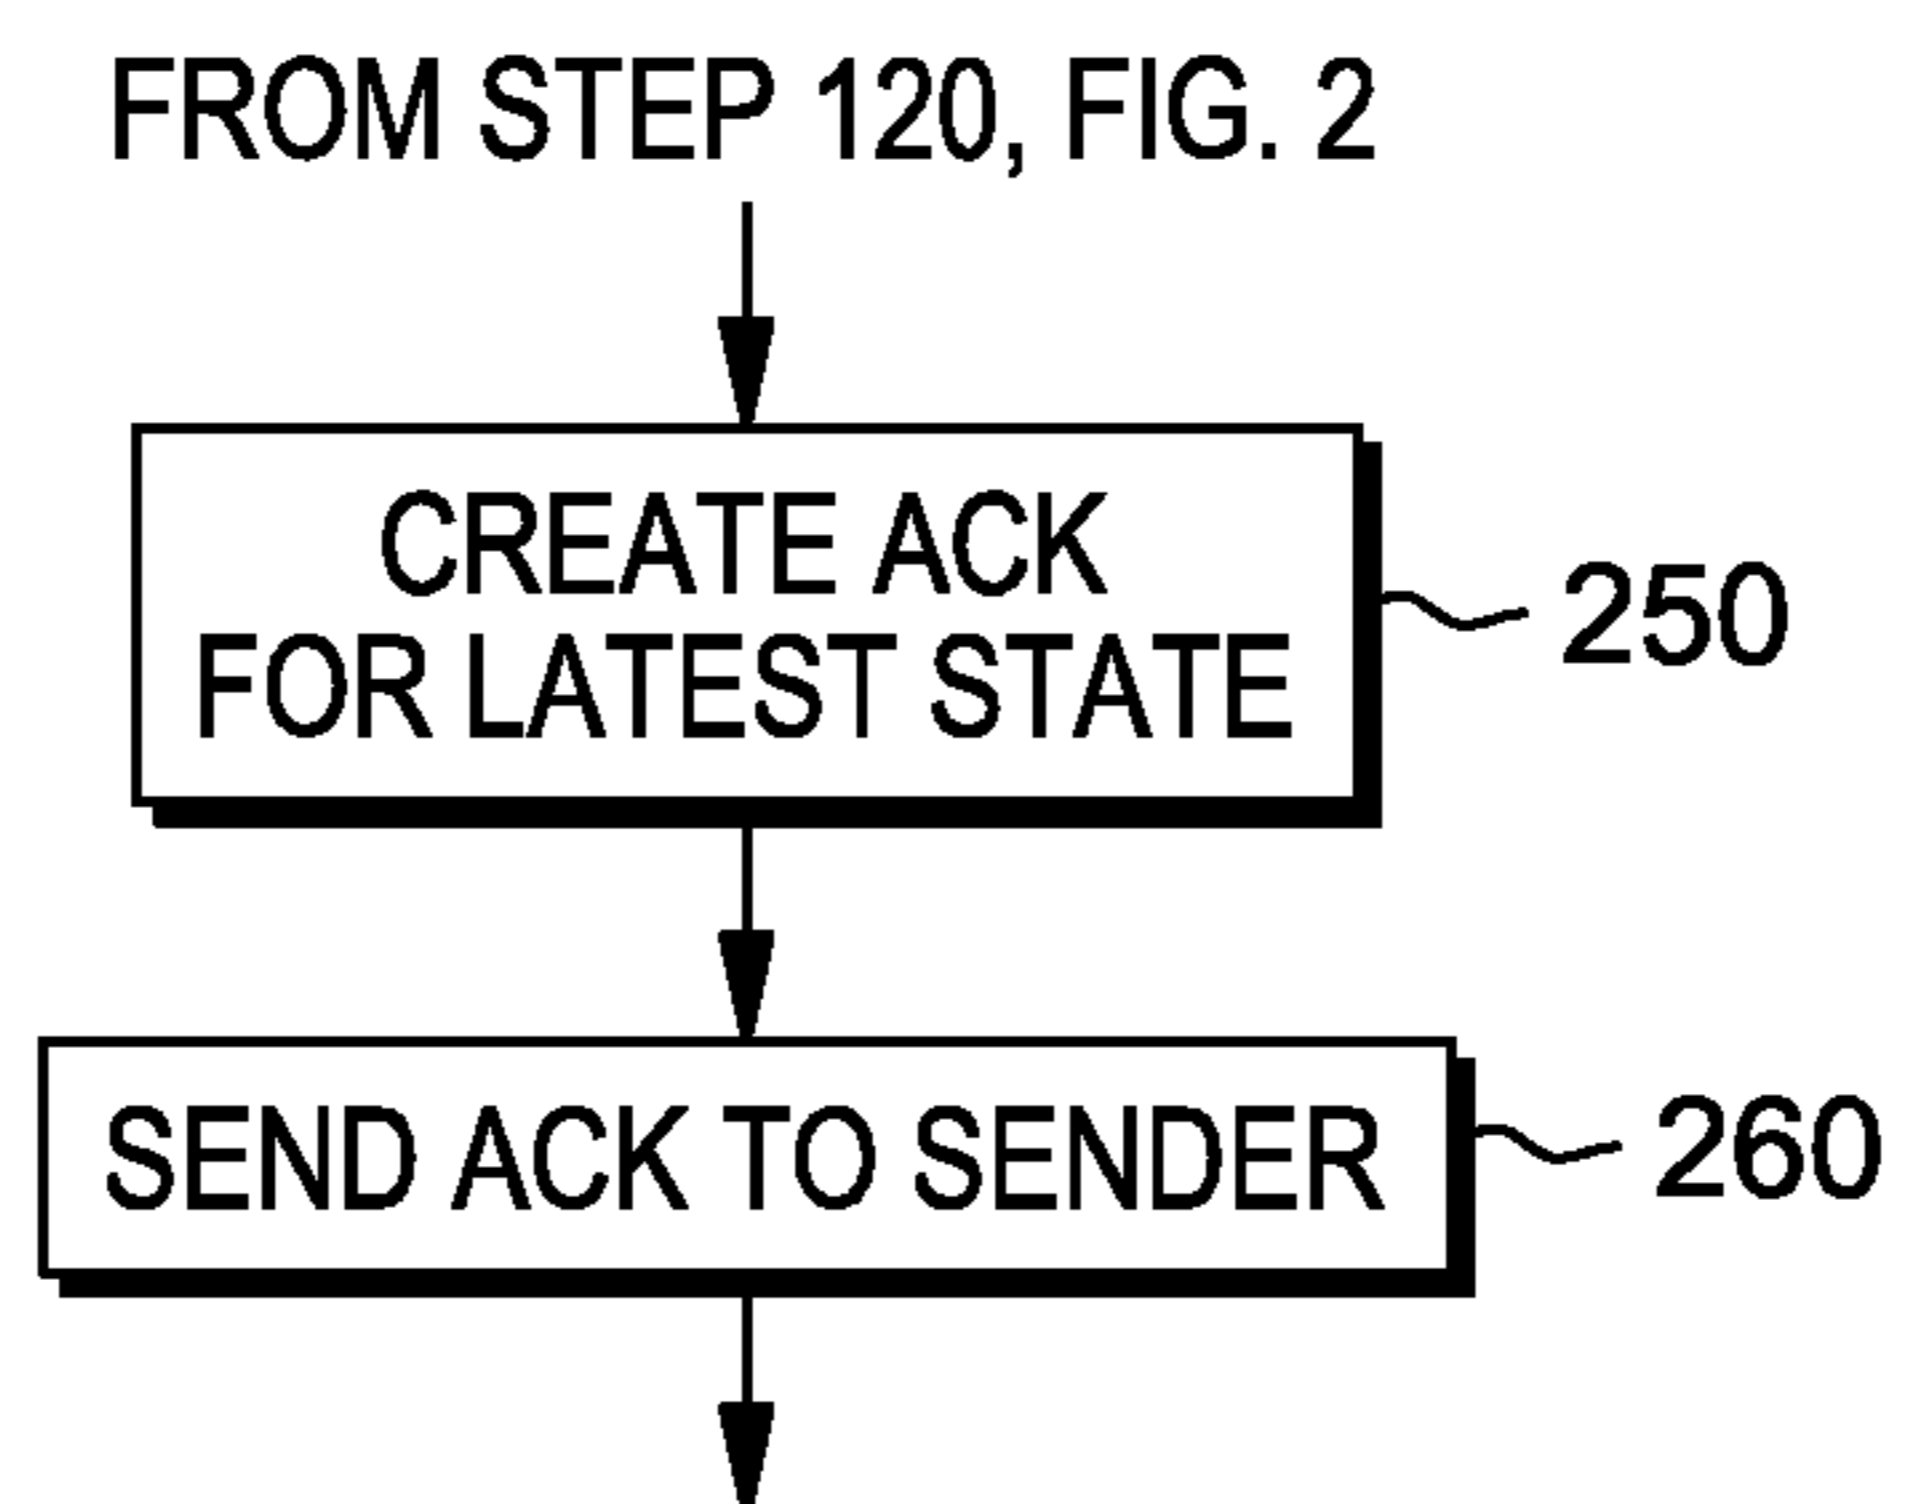 FROM STEP 120, FIG. 2
CREATE ACK
FOR LATEST STATE
250
SEND ACK TO SENDER
260